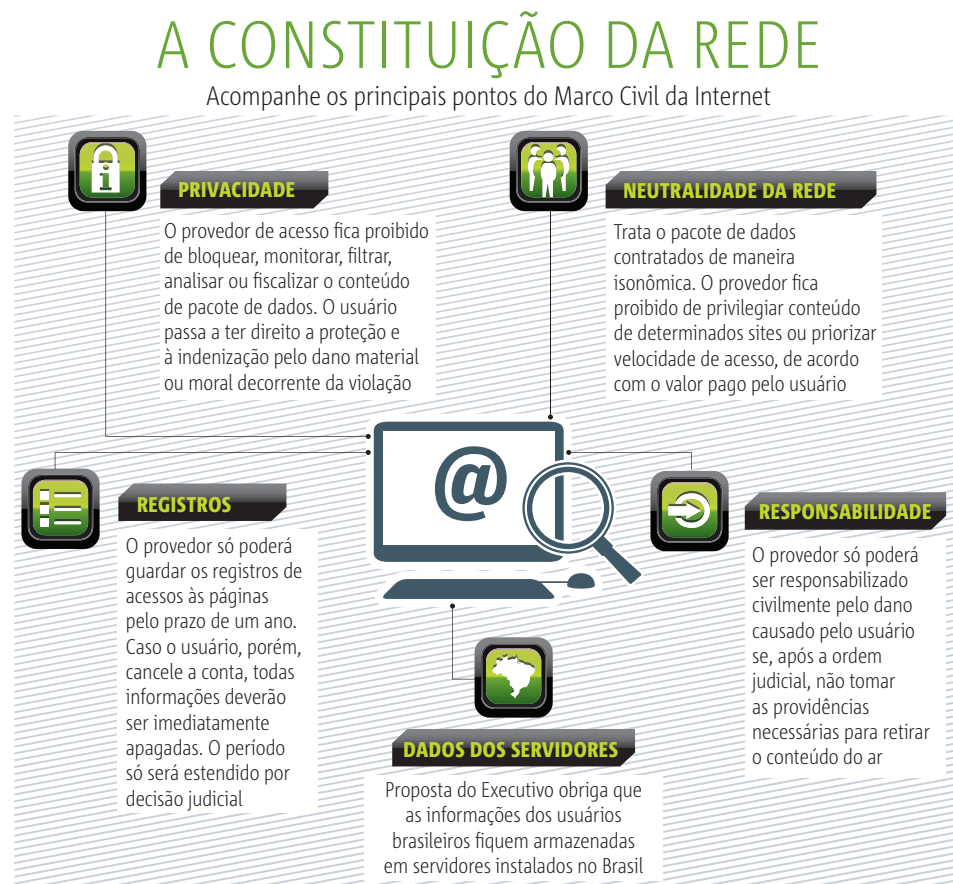 A CONSTITUIÇÃO DA REDE
Acompanhe os principais pontos do Marco Civil da Internet
PRIVACIDADE
O provedor de acesso fica proibido
de bloquear, monitorar, filtrar,
analisar ou fiscalizar o conteúdo
de pacote de dados. O usuário
passa a ter direito a proteção e
à indenização pelo dano material
ou moral decorrente da violação
NEUTRALIDADE DA REDE
Trata o pacote de dados
contratados de maneira
isonômica. O provedor fica
proibido de privilegiar conteúdo
de determinados sites ou priorizar
velocidade de acesso, de acordo
com o valor pago pelo usuário
@
REGISTROS
O provedor só poderá
guardar os registros de
acessos às páginas
pelo prazo de um ano.
Caso o usuário, porém,
cancele a conta, todas
informações deverão
ser imediatamente
apagadas. O período
só será estendido por
decisão judicial
RESPONSABILIDADE
O provedor só poderá
ser responsabilizado
civilmente pelo dano
causado pelo usuário
se, após a ordem
judicial, não tomar
as providências
necessárias para retirar
o conteúdo do ar
DADOS DOS SERVIDORES
Proposta do Executivo obriga que
as informações dos usuários
brasileiros fiquem armazenadas
em servidores instalados no Brasil